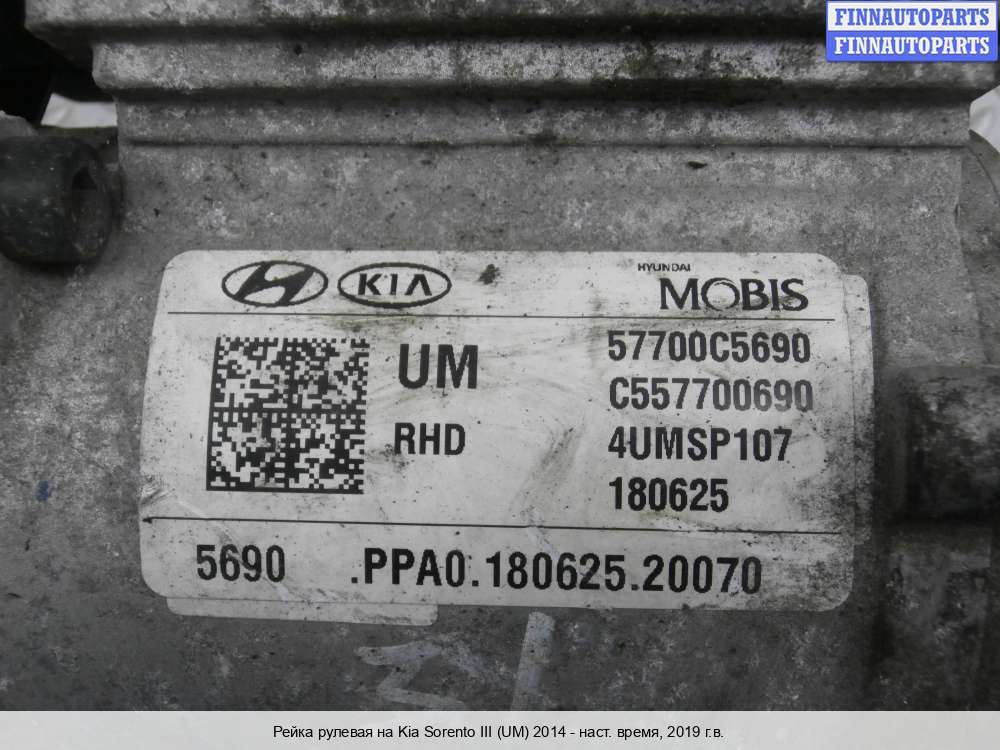 FINNAUTOPARTS
FINNAUTOPARTS
KIA
HYUNDAI
MOBIS
57700C5690
UM
C557700690
RHD
4UMSP107
180625
5690 .PPA0.180625.20070
Рейка рулевая на Kia Sorento III (UM) 2014 - наст. время, 2019 г.в.